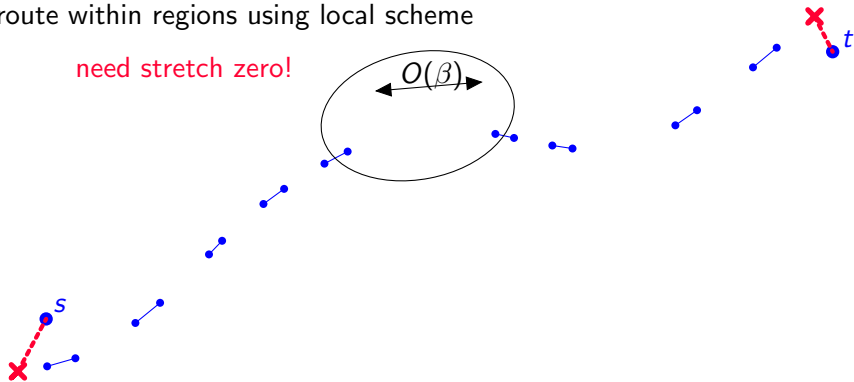 route within regions using local scheme
need stretch zero!
O(β)
t
s